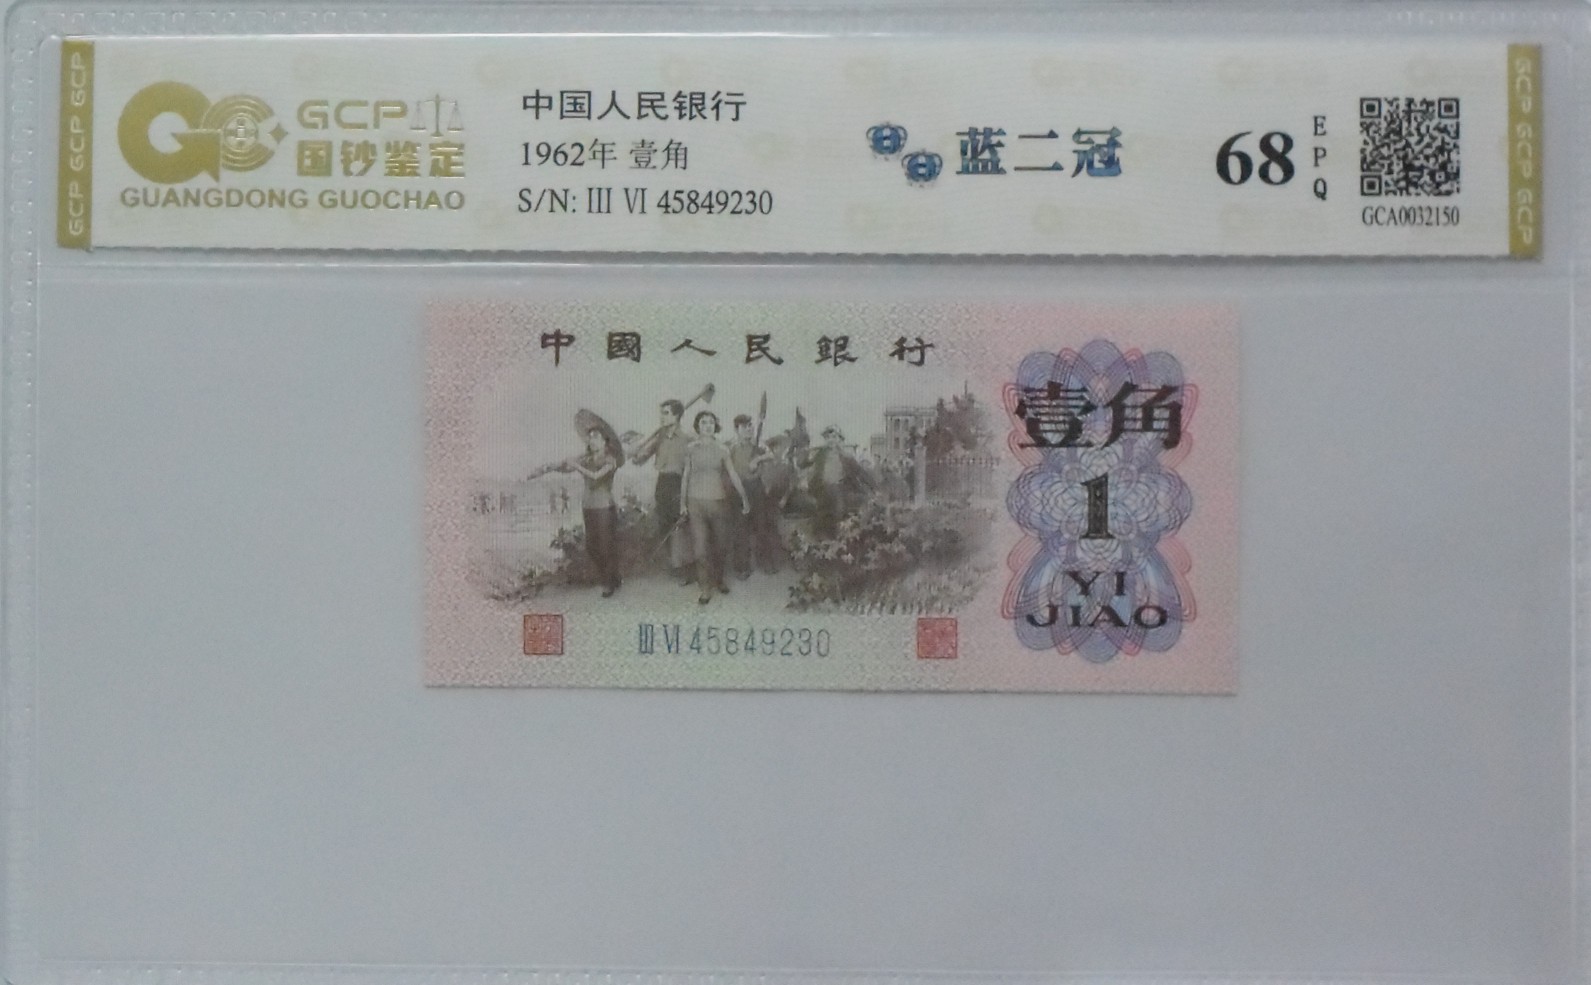 GCP GCP GCP
GCP
国钞鉴定
GUANGDONG GUOCHAO
中国人民银行
1962年 壹角
S/N: Ⅲ Ⅵ 45849230
蓝二冠
68
EPQ
GCA0032150
GCP GCP GCP
中國人民銀行
壹角
1
YI
JIAO
Ⅲ Ⅵ 45849230